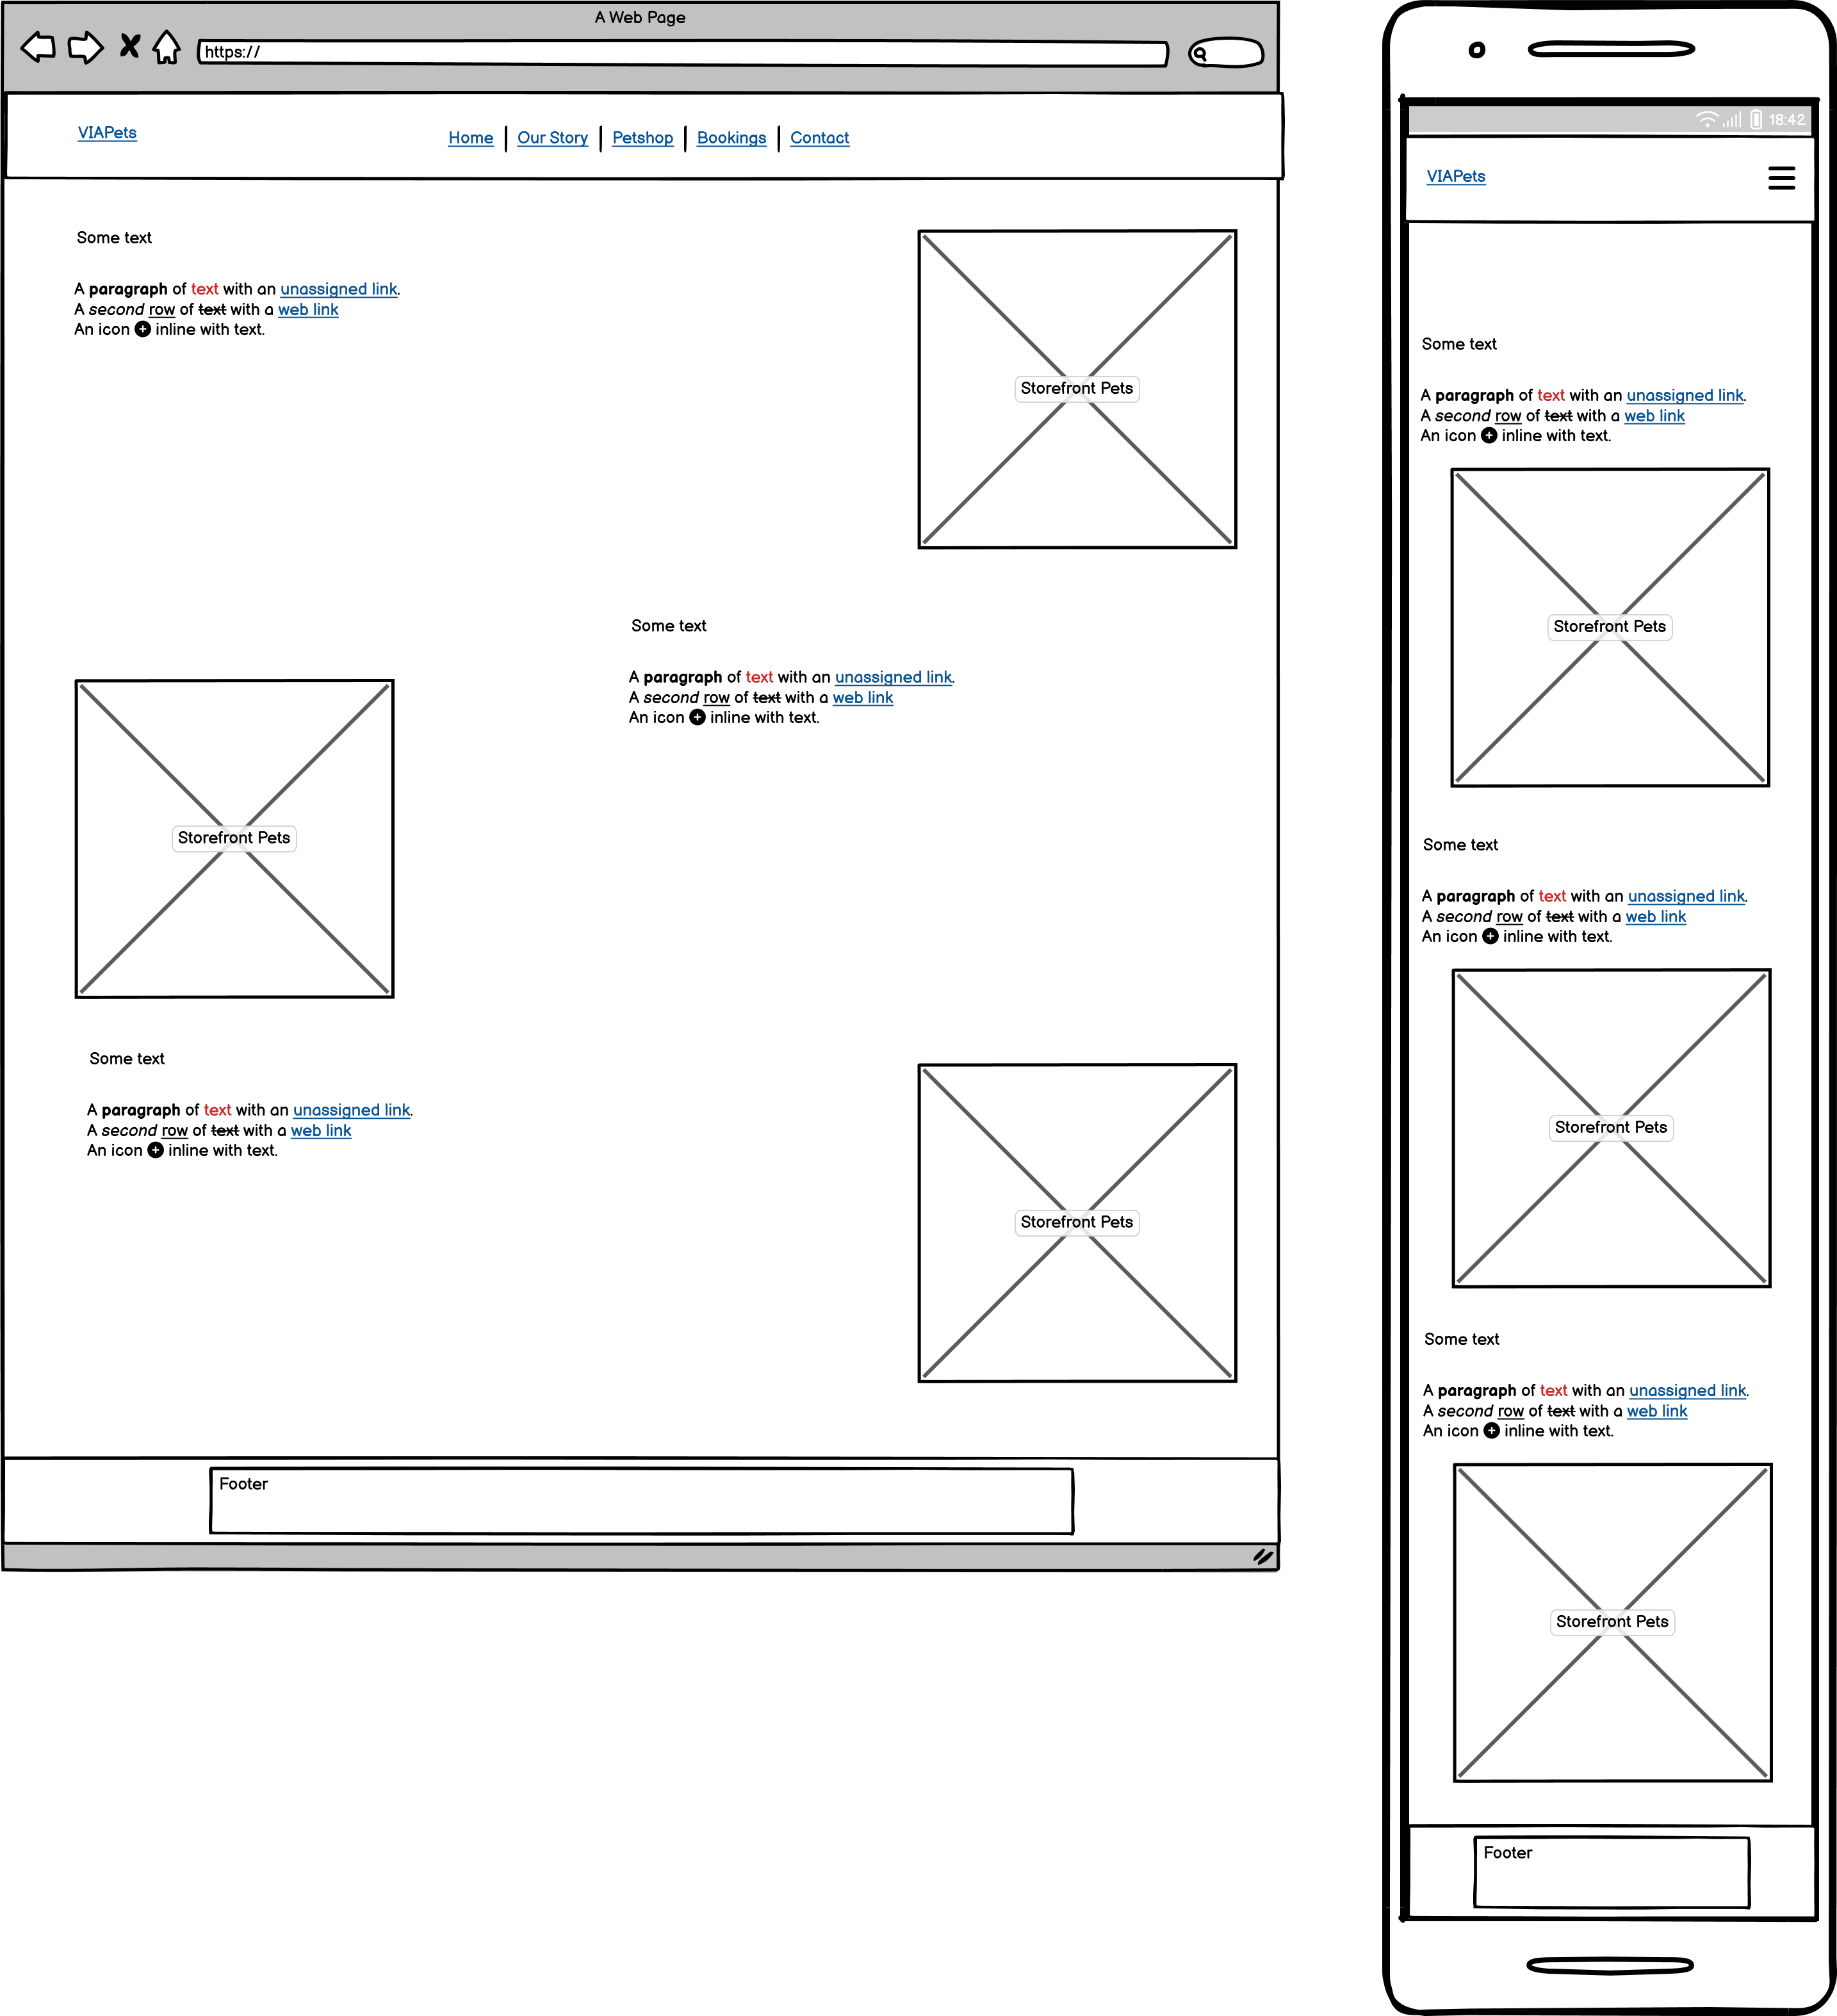 A Web Page
https://
VIAPets
Home | Our Story | Petshop | Bookings | Contact
Some text
A paragraph of text with an unassigned link.
A second row of text with a web link
An icon inline with text.
Storefront Pets
Some text
A paragraph of text with an unassigned link.
A second row of text with a web link
An icon inline with text.
Storefront Pets
Some text
A paragraph of text with an unassigned link.
A second row of text with a web link
An icon inline with text.
Storefront Pets
Footer
18:42
VIAPets
Some text
A paragraph of text with an unassigned link.
A second row of text with a web link
An icon inline with text.
Storefront Pets
Some text
A paragraph of text with an unassigned link.
A second row of text with a web link
An icon inline with text.
Storefront Pets
Some text
A paragraph of text with an unassigned link.
A second row of text with a web link
An icon inline with text.
Storefront Pets
Footer